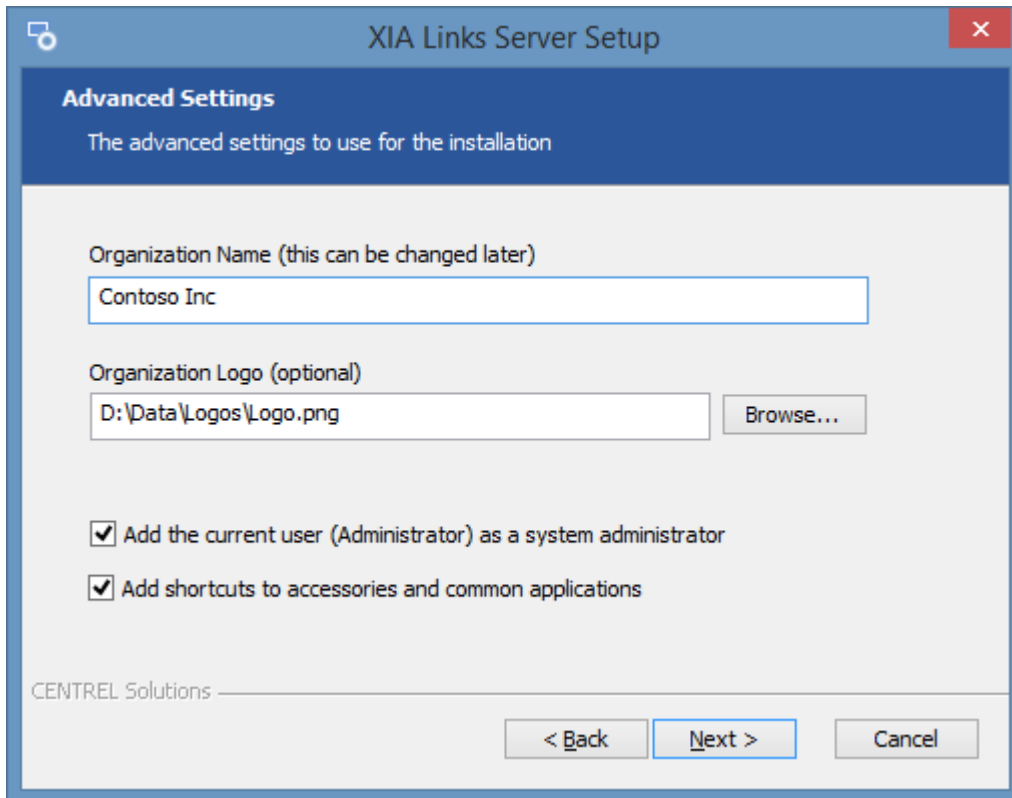 XIA Links Server Setup
Advanced Settings
The advanced settings to use for the installation
Organization Name (this can be changed later)
Contoso Inc
Organization Logo (optional)
D:\Data\Logos\Logo.png
Browse...
Add the current user (Administrator) as a system administrator
Add shortcuts to accessories and common applications
CENTREL Solutions
< Back
Next >
Cancel